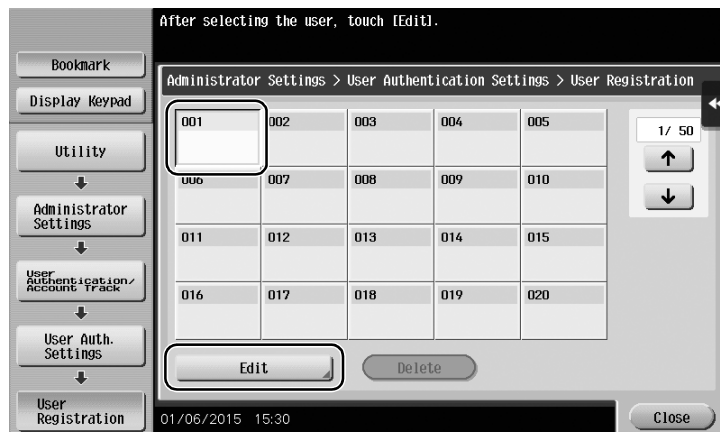 After selecting the user, touch [Edit].
Bookmark
Display Keypad
Administrator Settings > User Authentication Settings > User Registration
001 002 003 004 005
1/ 50
Utility
006 007 008 009 010
Administrator
Settings
011 012 013 014 015
User
Authentication/
Account Track
016 017 018 019 020
User Auth.
Settings
Edit Delete
User
Registration
01/06/2015 15:30
Close